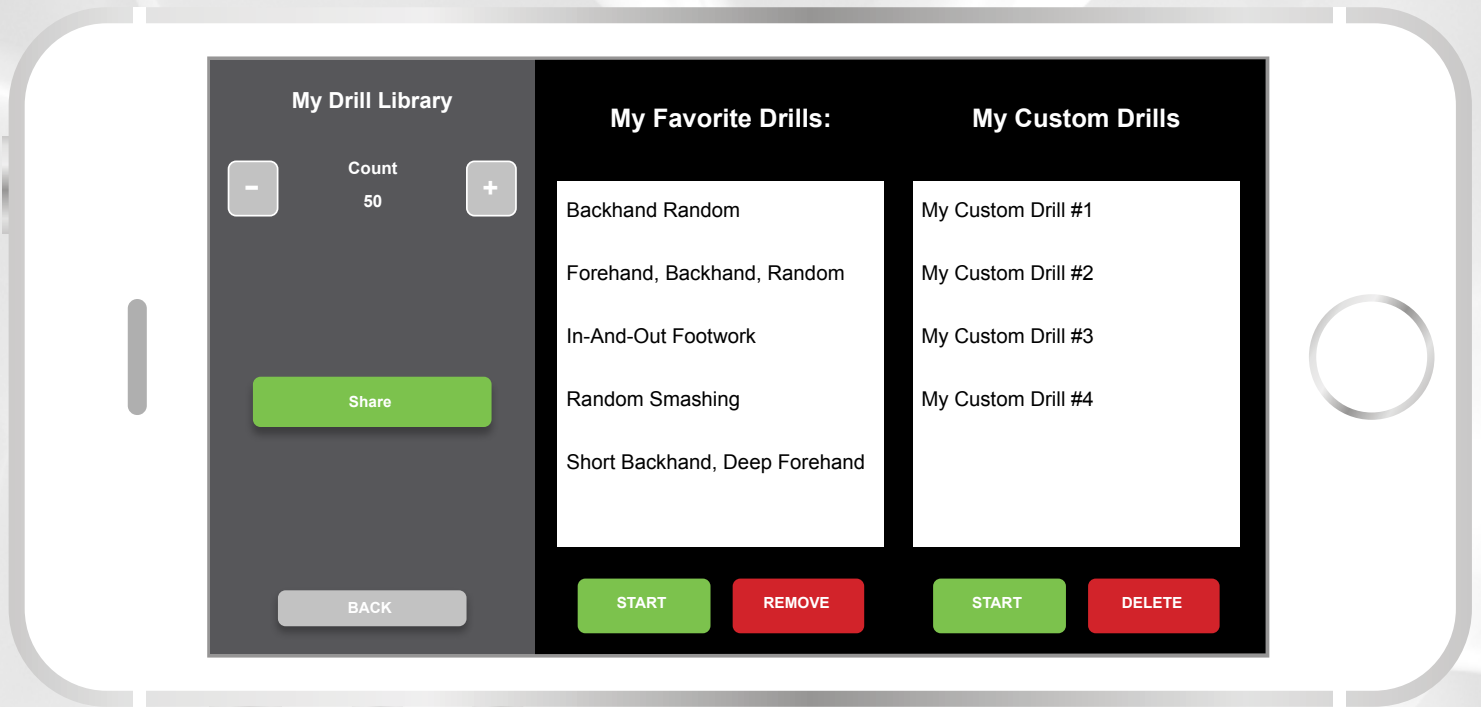 My Drill Library
Count
-
50
+
Share
BACK
My Favorite Drills:
Backhand Random
Forehand, Backhand, Random
In-And-Out Footwork
Random Smashing
Short Backhand, Deep Forehand
START
REMOVE
My Custom Drills
My Custom Drill #1
My Custom Drill #2
My Custom Drill #3
My Custom Drill #4
START
DELETE